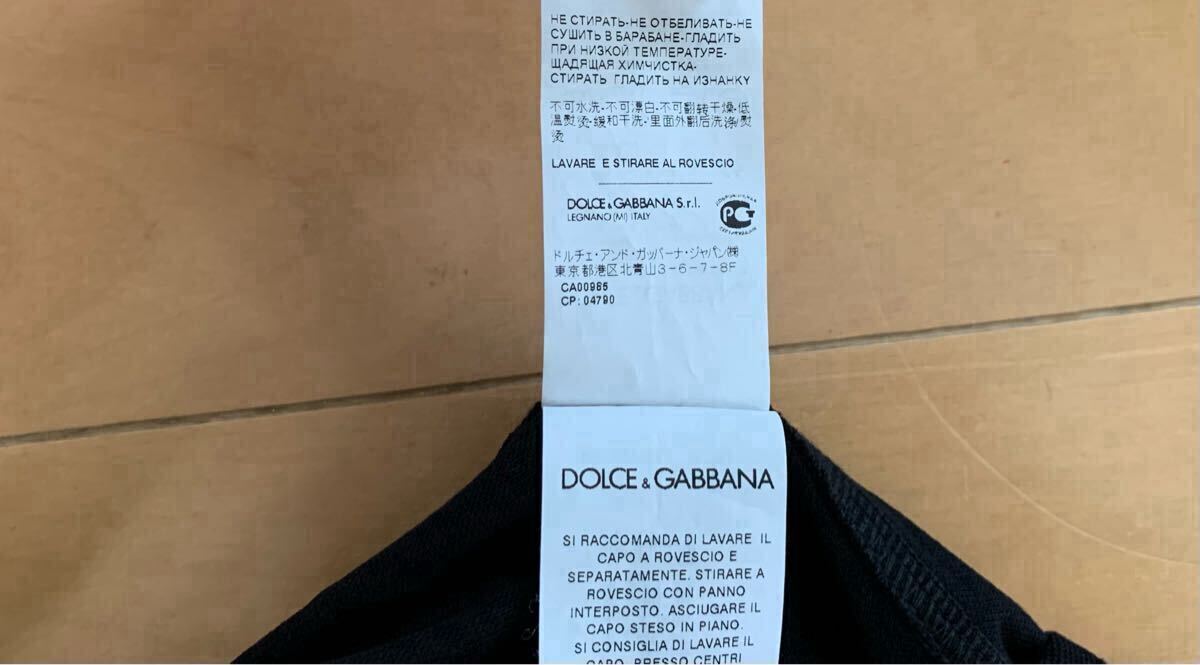 НЕ СТИРАТЬ-НЕ ОТБЕЛИВАТЬ-НЕ
СУШИТЬ В БАРАБАНЕ-ГЛАДИТЬ
ПРИ НИЗКОЙ ТЕМПЕРАТУРЕ-
ЩАДЯЩАЯ ХИМЧИСТКА-
СТИРАТЬ ГЛАДИТЬ НА ИЗНАНКУ
不可水洗-不可漂白-不可翻转干燥-低
温熨烫-缓和干洗-里面外翻后洗涤/熨
烫
LAVARE E STIRARE AL ROVESCIO
DOLCE & GABBANA S.r.l.
LEGNANO (MI) ITALY
PG
ドルチェ・アンド・ガッバーナ・ジャパン㈱
東京都港区北青山3-6-7-8F
CA00985
CP: 04790
DOLCE & GABBANA
SI RACCOMANDA DI LAVARE IL
CAPO A ROVESCIO E
SEPARATAMENTE. STIRARE A
ROVESCIO CON PANNO
INTERPOSTO. ASCIUGARE IL
CAPO STESO IN PIANO.
SI CONSIGLIA DI LAVARE IL
CAPO PRESSO CENTRI